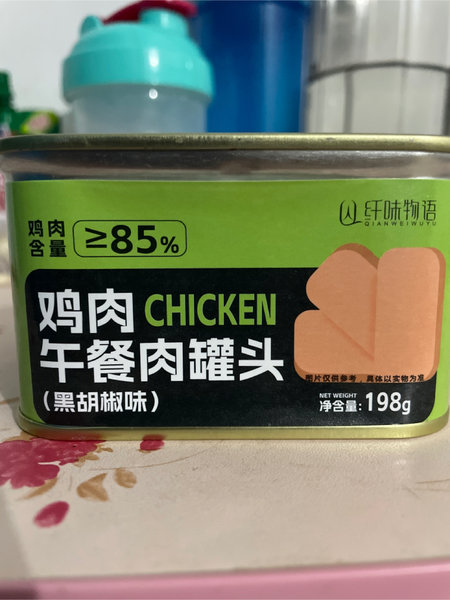 纤味物语
QIANWEIWUYU
鸡肉
含量
≥85%
鸡肉 CHICKEN
午餐肉罐头
(黑胡椒味)
图片仅供参考，具体以实物为准
NET WEIGHT
净含量: 198g